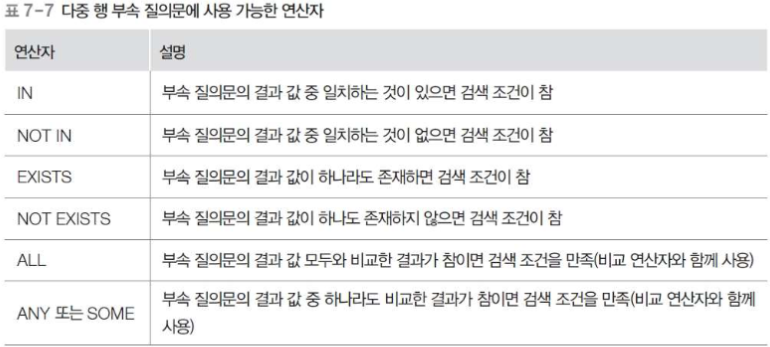 표 7-7 다중 행 부속 질의문에 사용 가능한 연산자
연산자 설명
IN 부속 질의문의 결과 값 중 일치하는 것이 있으면 검색 조건이 참
NOT IN 부속 질의문의 결과 값 중 일치하는 것이 없으면 검색 조건이 참
EXISTS 부속 질의문의 결과 값이 하나라도 존재하면 검색 조건이 참
NOT EXISTS 부속 질의문의 결과 값이 하나도 존재하지 않으면 검색 조건이 참
ALL 부속 질의문의 결과 값 모두와 비교한 결과가 참이면 검색 조건을 만족(비교 연산자와 함께 사용)
ANY 또는 SOME 부속 질의문의 결과 값 중 하나라도 비교한 결과가 참이면 검색 조건을 만족(비교 연산자와 함께
사용)